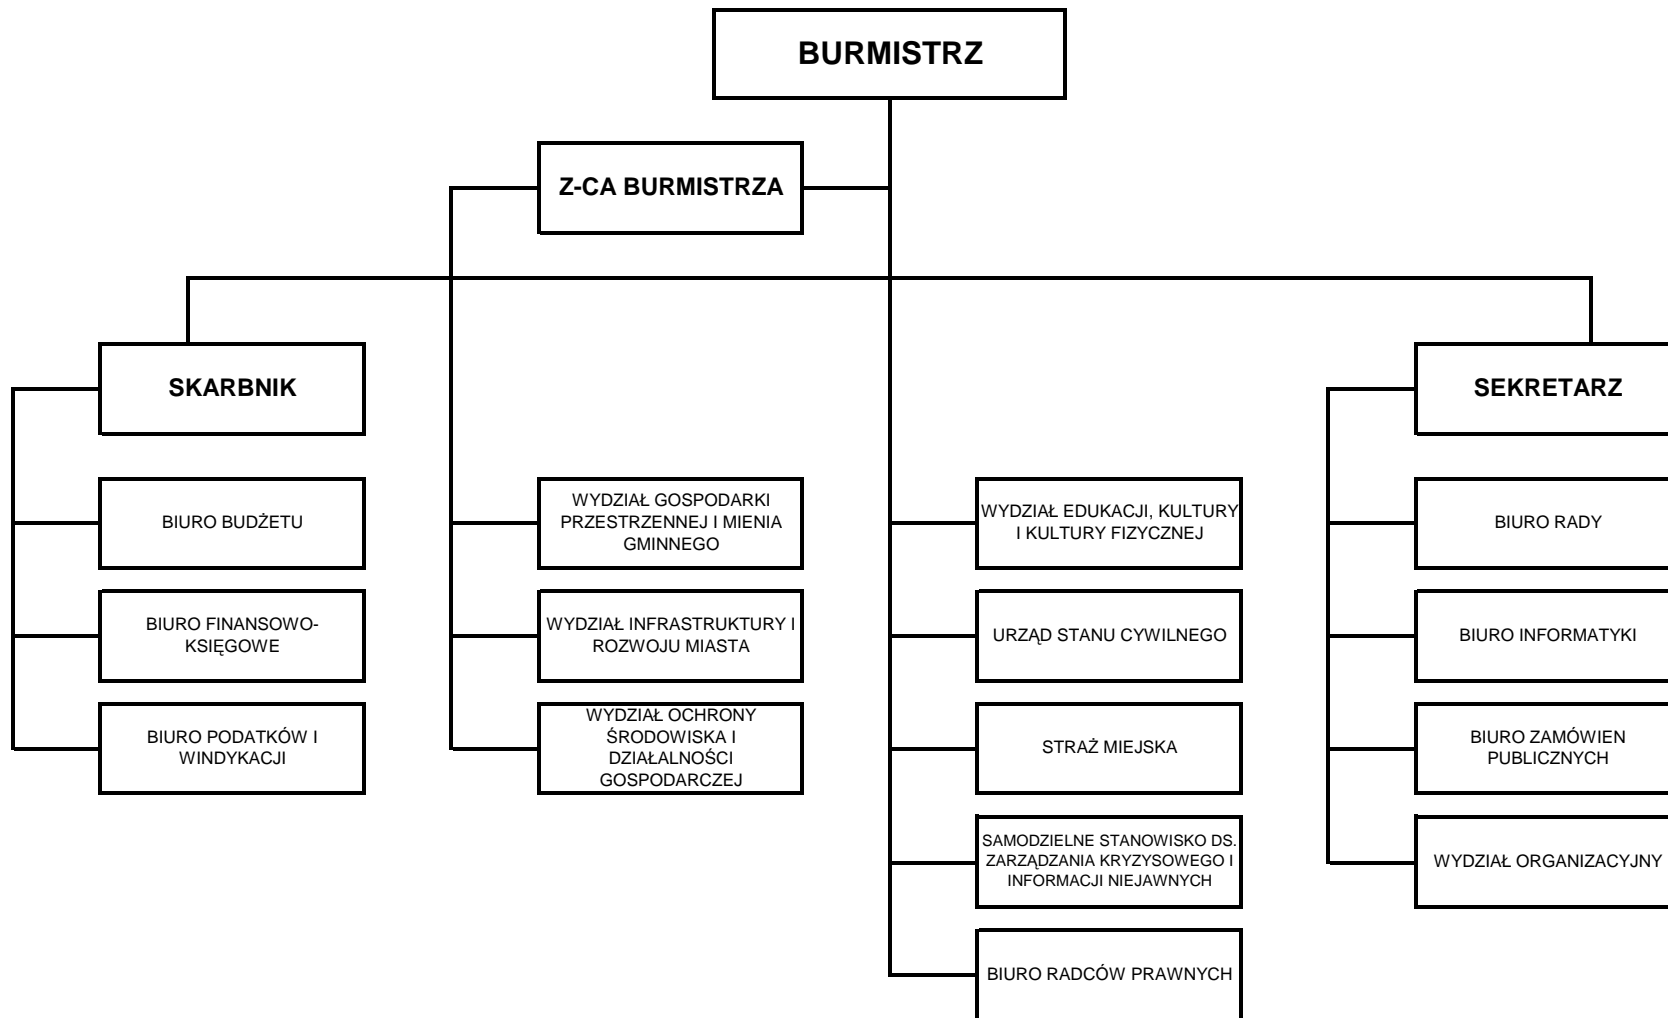 BURMISTRZ
Z-CA BURMISTRZA
SKARBNIK
SEKRETARZ
BIURO BUDŻETU
WYDZIAŁ GOSPODARKI
PRZESTRZENNEJ I MIENIA
GMINNEGO
WYDZIAŁ EDUKACJI, KULTURY
I KULTURY FIZYCZNEJ
BIURO RADY
BIURO FINANSOWO-
KSIĘGOWE
WYDZIAŁ INFRASTRUKTURY I
ROZWOJU MIASTA
URZĄD STANU CYWILNEGO
BIURO INFORMATYKI
BIURO PODATKÓW I
WINDYKACJI
WYDZIAŁ OCHRONY
ŚRODOWISKA I
DZIAŁALNOŚCI
GOSPODARCZEJ
STRAŻ MIEJSKA
BIURO ZAMÓWIEN
PUBLICZNYCH
SAMODZIELNE STANOWISKO DS.
ZARZĄDZANIA KRYZYSOWEGO I
INFORMACJI NIEJAWNYCH
WYDZIAŁ ORGANIZACYJNY
BIURO RADCÓW PRAWNYCH